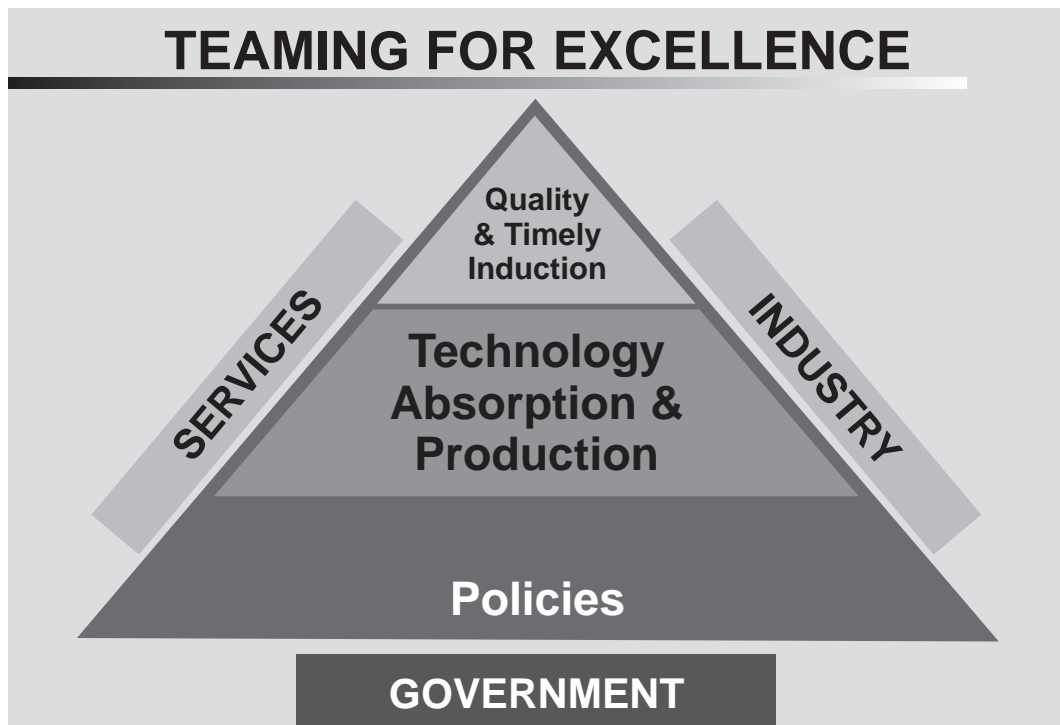 TEAMING FOR EXCELLENCE
Quality
& Timely
Induction
SERVICES
INDUSTRY
Technology
Absorption &
Production
Policies
GOVERNMENT